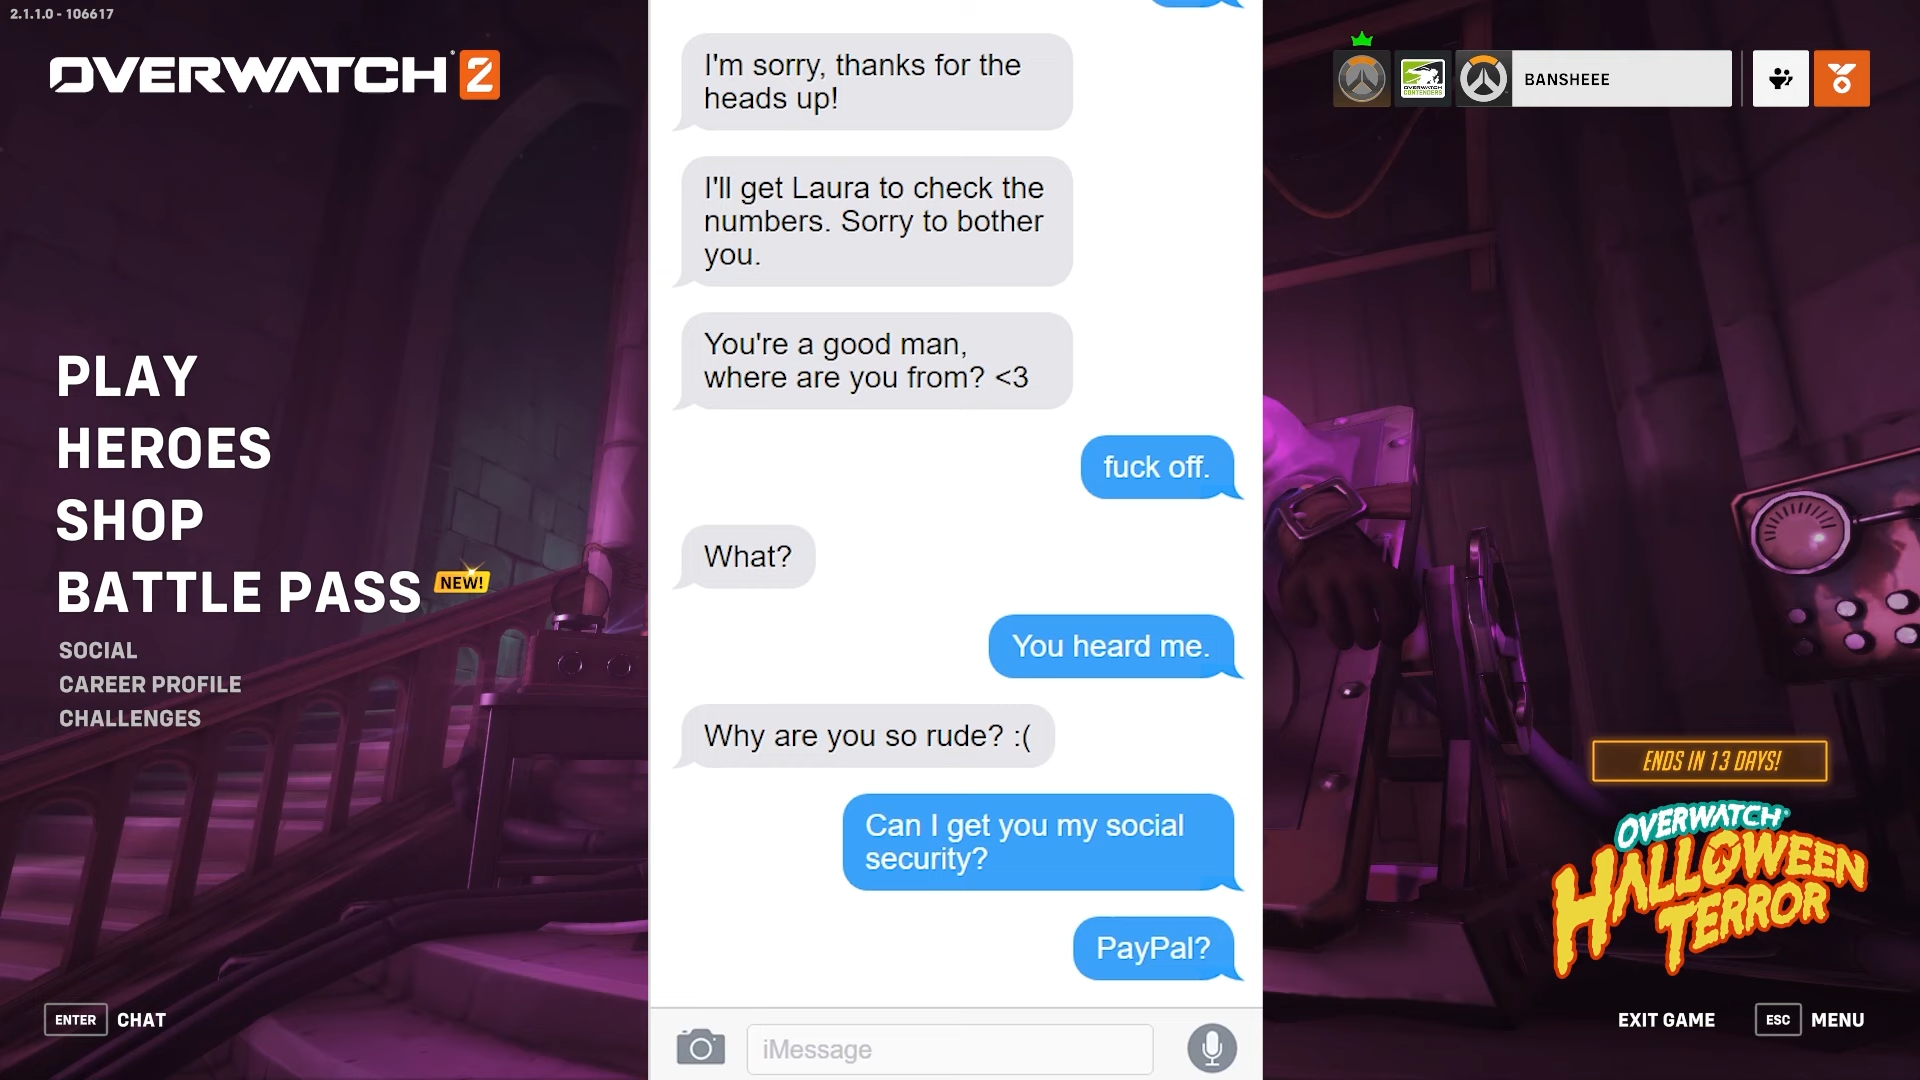 2.1.1.0 - 106617
OVERWATCH 2
PLAY
HEROES
SHOP
BATTLE PASS NEW!
SOCIAL
CAREER PROFILE
CHALLENGES
ENTER CHAT
I'm sorry, thanks for the
heads up!
I'll get Laura to check the
numbers. Sorry to bother
you.
You're a good man,
where are you from? <3
fuck off.
What?
You heard me.
Why are you so rude? :(
Can I get you my social
security?
PayPal?
iMessage
OVERWATCH
CONTENDERS
BANSHEEE
ENDS IN 13 DAYS!
OVERWATCH
HALLOWEEN
TERROR
EXIT GAME
ESC MENU